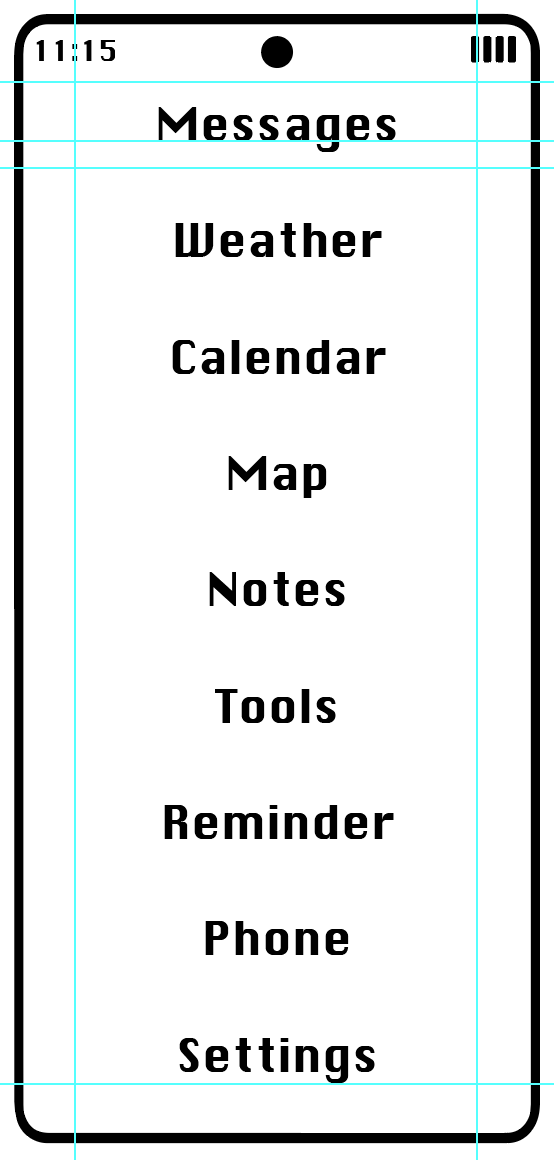 11:15
Messages
Weather
Calendar
Map
Notes
Tools
Reminder
Phone
Settings